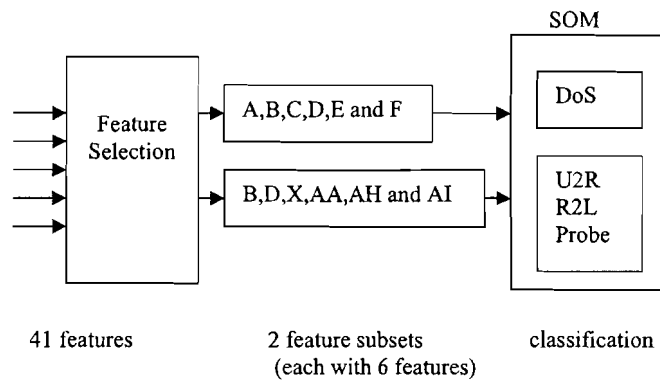 SOM
Feature
Selection
A,B,C,D,E and F
DoS
B,D,X,AA,AH and AI
U2R
R2L
Probe
41 features
2 feature subsets
(each with 6 features)
classification